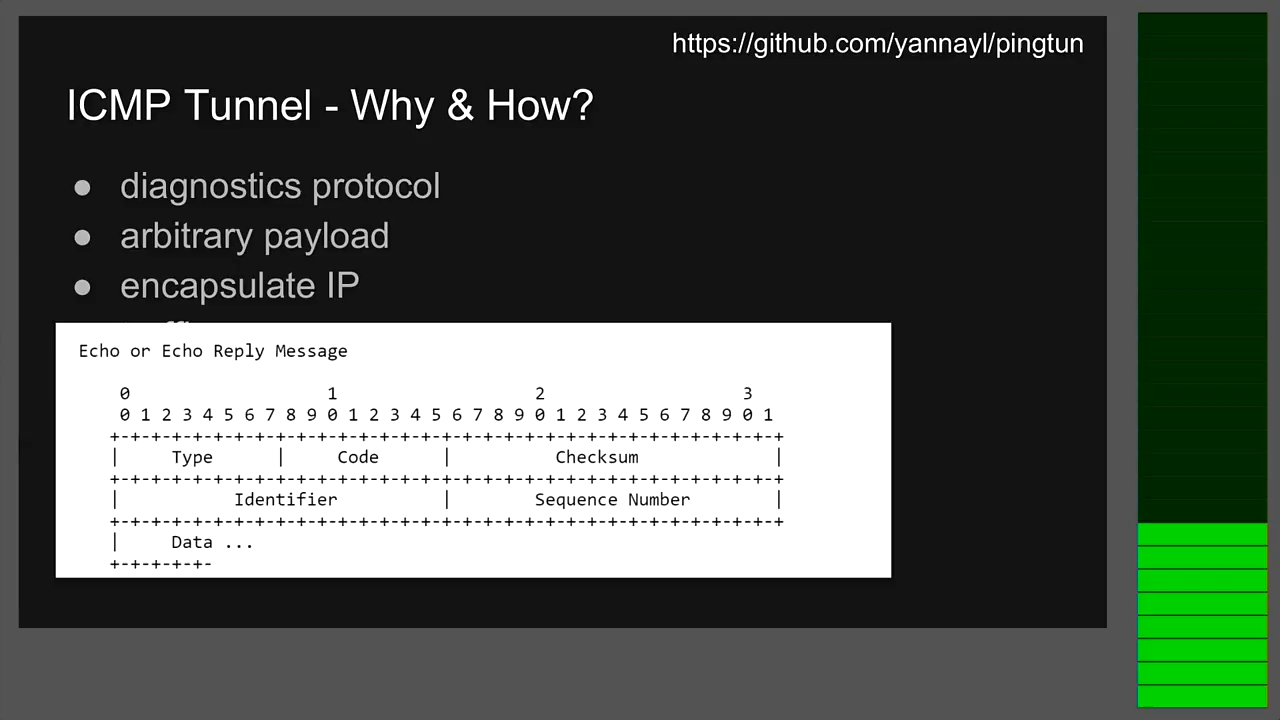 https://github.com/yannayl/pingtun
ICMP Tunnel - Why & How?
● diagnostics protocol
● arbitrary payload
● encapsulate IP
Echo or Echo Reply Message
0                   1                   2                   3
0 1 2 3 4 5 6 7 8 9 0 1 2 3 4 5 6 7 8 9 0 1 2 3 4 5 6 7 8 9 0 1
+-+-+-+-+-+-+-+-+-+-+-+-+-+-+-+-+-+-+-+-+-+-+-+-+-+-+-+-+-+-+-+-+
|     Type      |     Code      |          Checksum             |
+-+-+-+-+-+-+-+-+-+-+-+-+-+-+-+-+-+-+-+-+-+-+-+-+-+-+-+-+-+-+-+-+
|           Identifier          |        Sequence Number        |
+-+-+-+-+-+-+-+-+-+-+-+-+-+-+-+-+-+-+-+-+-+-+-+-+-+-+-+-+-+-+-+-+
|     Data ...
+-+-+-+-+-